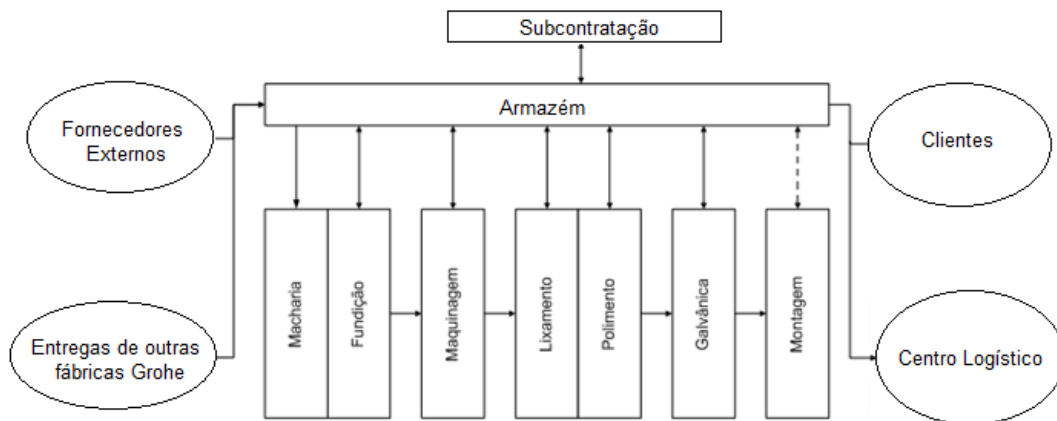 Subcontratação
Armazém
Fornecedores
Externos
Clientes
Macharia
Fundição
Maquinagem
Lixamento
Polimento
Galvânica
Montagem
Entregas de outras
fábricas Grohe
Centro Logístico